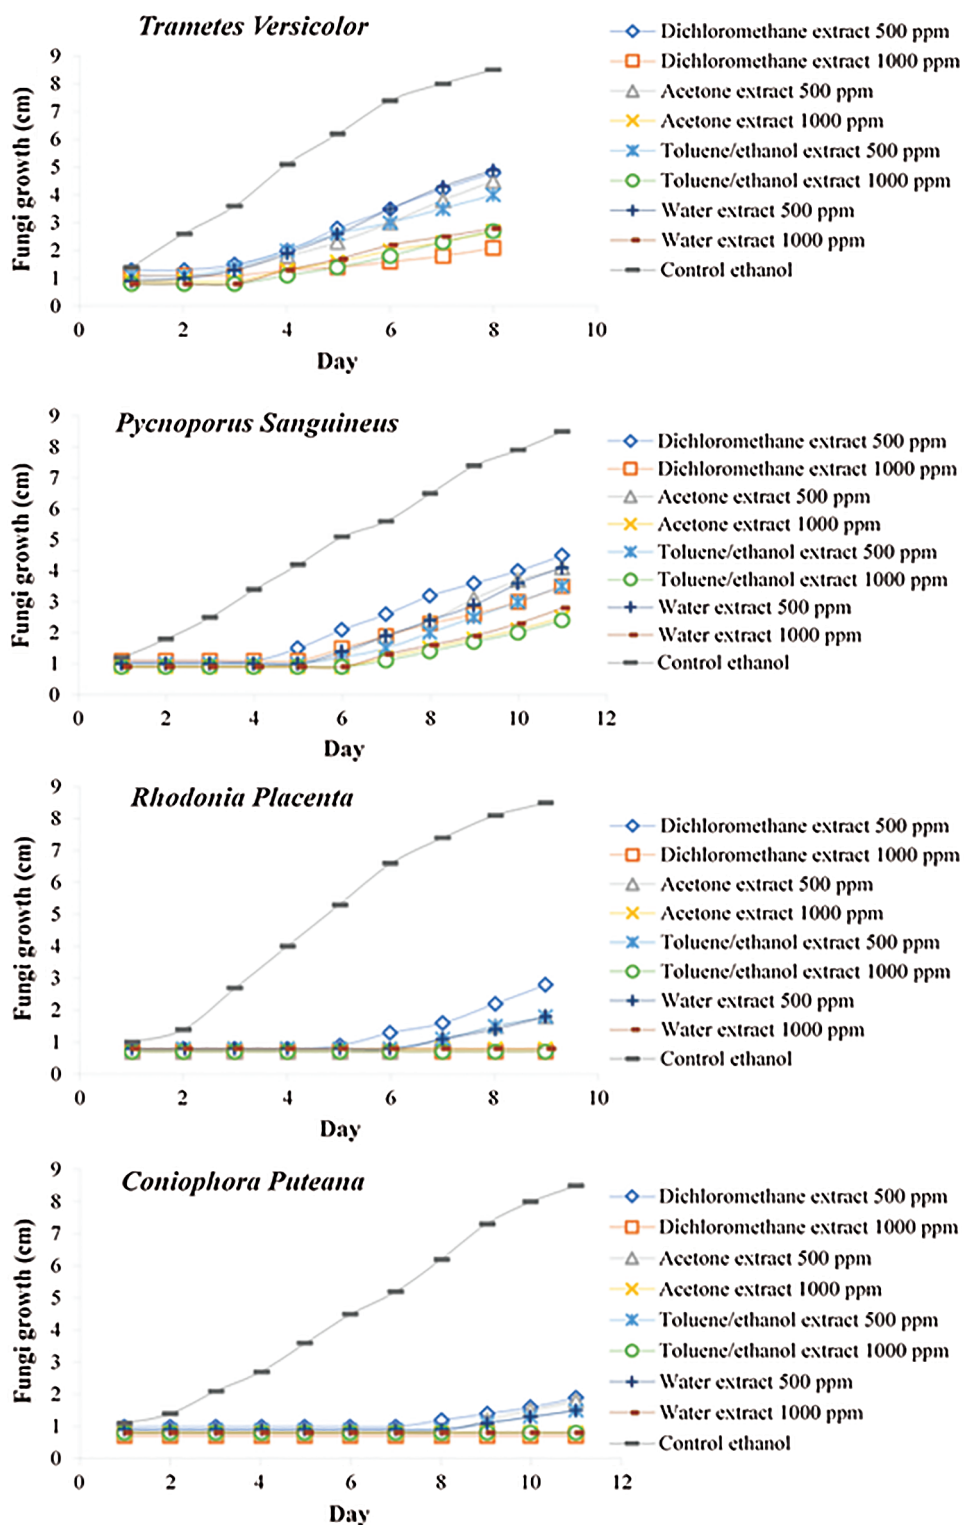 Trametes Versicolor
Fungi growth (cm)
9
8
7
6
5
4
3
2
1
0
0 2 4 6 8 10
Day
Dichloromethane extract 500 ppm
Dichloromethane extract 1000 ppm
Acetone extract 500 ppm
Acetone extract 1000 ppm
Toluene/ethanol extract 500 ppm
Toluene/ethanol extract 1000 ppm
Water extract 500 ppm
Water extract 1000 ppm
Control ethanol
Pycnoporus Sanguineus
Fungi growth (cm)
9
8
7
6
5
4
3
2
1
0
0 2 4 6 8 10 12
Day
Dichloromethane extract 500 ppm
Dichloromethane extract 1000 ppm
Acetone extract 500 ppm
Acetone extract 1000 ppm
Toluene/ethanol extract 500 ppm
Toluene/ethanol extract 1000 ppm
Water extract 500 ppm
Water extract 1000 ppm
Control ethanol
Rhodonia Placenta
Fungi growth (cm)
9
8
7
6
5
4
3
2
1
0
0 2 4 6 8 10
Day
Dichloromethane extract 500 ppm
Dichloromethane extract 1000 ppm
Acetone extract 500 ppm
Acetone extract 1000 ppm
Toluene/ethanol extract 500 ppm
Toluene/ethanol extract 1000 ppm
Water extract 500 ppm
Water extract 1000 ppm
Control ethanol
Coniophora Puteana
Fungi growth (cm)
9
8
7
6
5
4
3
2
1
0
0 2 4 6 8 10 12
Day
Dichloromethane extract 500 ppm
Dichloromethane extract 1000 ppm
Acetone extract 500 ppm
Acetone extract 1000 ppm
Toluene/ethanol extract 500 ppm
Toluene/ethanol extract 1000 ppm
Water extract 500 ppm
Water extract 1000 ppm
Control ethanol